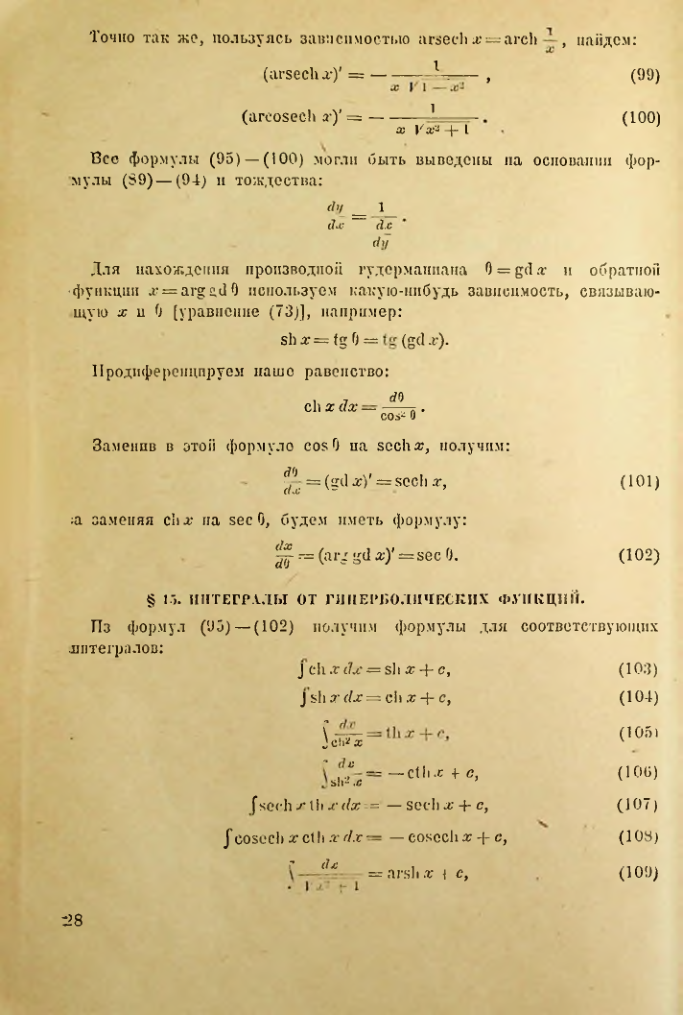 Точно так же, пользуясь зависимостью arsech x = arch 1/x, найдем:
(arsech x)' = — 1/(x √(1 — x²)) , (99)
(arcosech x)' = — 1/(x √(x² + 1)) . (100)
Все формулы (95) — (100) могли быть выведены на основании фор-
мулы (89) — (94) и тождества:
dy/dx = 1/(dx/dy) .
Для нахождения производной гудерманиана θ = gd x и обратной
функции x = arg gd θ используем какую-нибудь зависимость, связываю-
щую x и θ [уравнение (73)], например:
sh x = tg θ = tg (gd x).
Продиференцируем наше равенство:
ch x dx = dθ/cos² θ .
Заменив в этой формуле cos θ на sech x, получим:
dθ/dx = (gd x)' = sech x, (101)
а заменяя ch x на sec θ, будем иметь формулу:
dx/dθ = (arg gd x)' = sec θ. (102)
§ 15. ИНТЕГРАЛЫ ОТ ГИПЕРБОЛИЧЕСКИХ ФУНКЦИЙ.
Из формул (95) — (102) получим формулы для соответствующих
интегралов:
∫ ch x dx = sh x + c, (103)
∫ sh x dx = ch x + c, (104)
∫ dx/ch² x = th x + c, (105)
∫ dx/sh² x = — cth x + c, (106)
∫ sech x th x dx = — sech x + c, (107)
∫ cosech x cth x dx = — cosech x + c, (108)
∫ dx/√(x² + 1) = arsh x + c, (109)
28